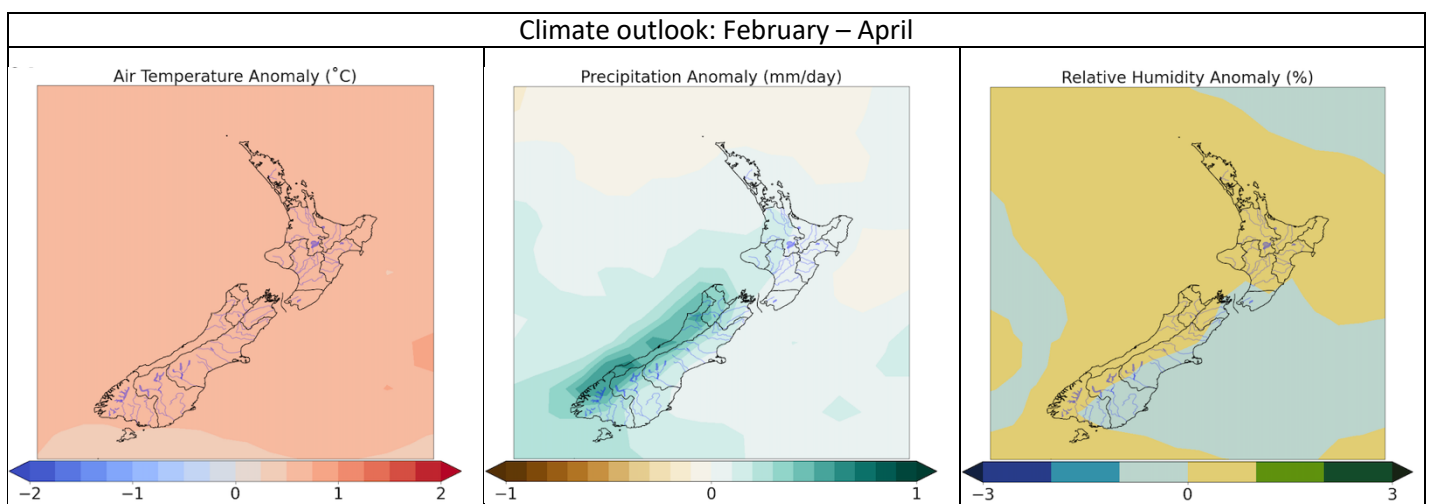 Climate outlook: February – April
Air Temperature Anomaly (˚C)
Precipitation Anomaly (mm/day)
Relative Humidity Anomaly (%)
−2 −1 0 1 2
−1 0 1
−3 0 3